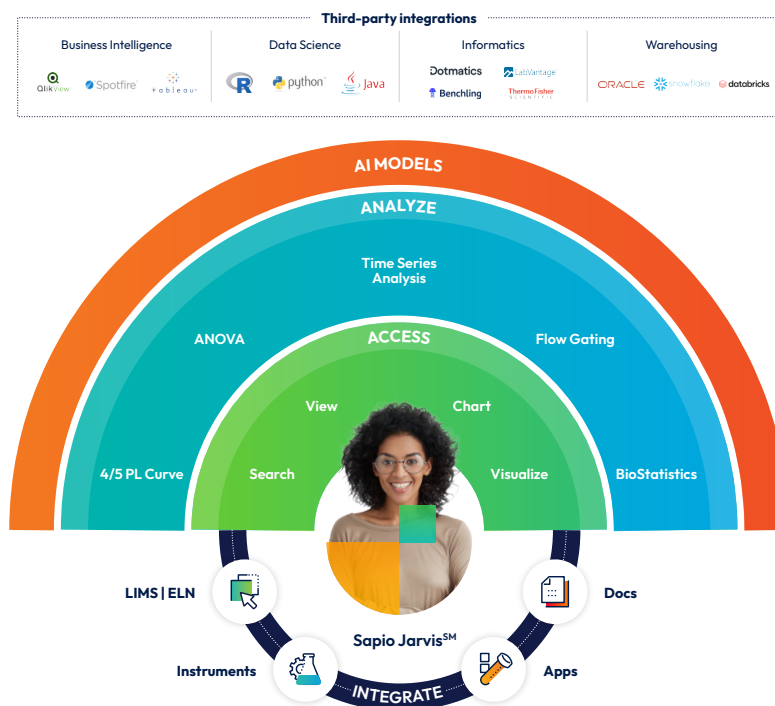 Third-party integrations
Business Intelligence
Data Science
Informatics
Warehousing
QlikView
Spotfire
+ableau
R
python
Java
Dotmatics
LabVantage
Benchling
ThermoFisher
SCIENTIFIC
ORACLE
snowflake
databricks
AI MODELS
ANALYZE
Time Series
Analysis
ANOVA
Flow Gating
4/5 PL Curve
BioStatistics
ACCESS
View
Chart
Search
Visualize
LIMS | ELN
Docs
Sapio Jarvis℠
Instruments
Apps
INTEGRATE